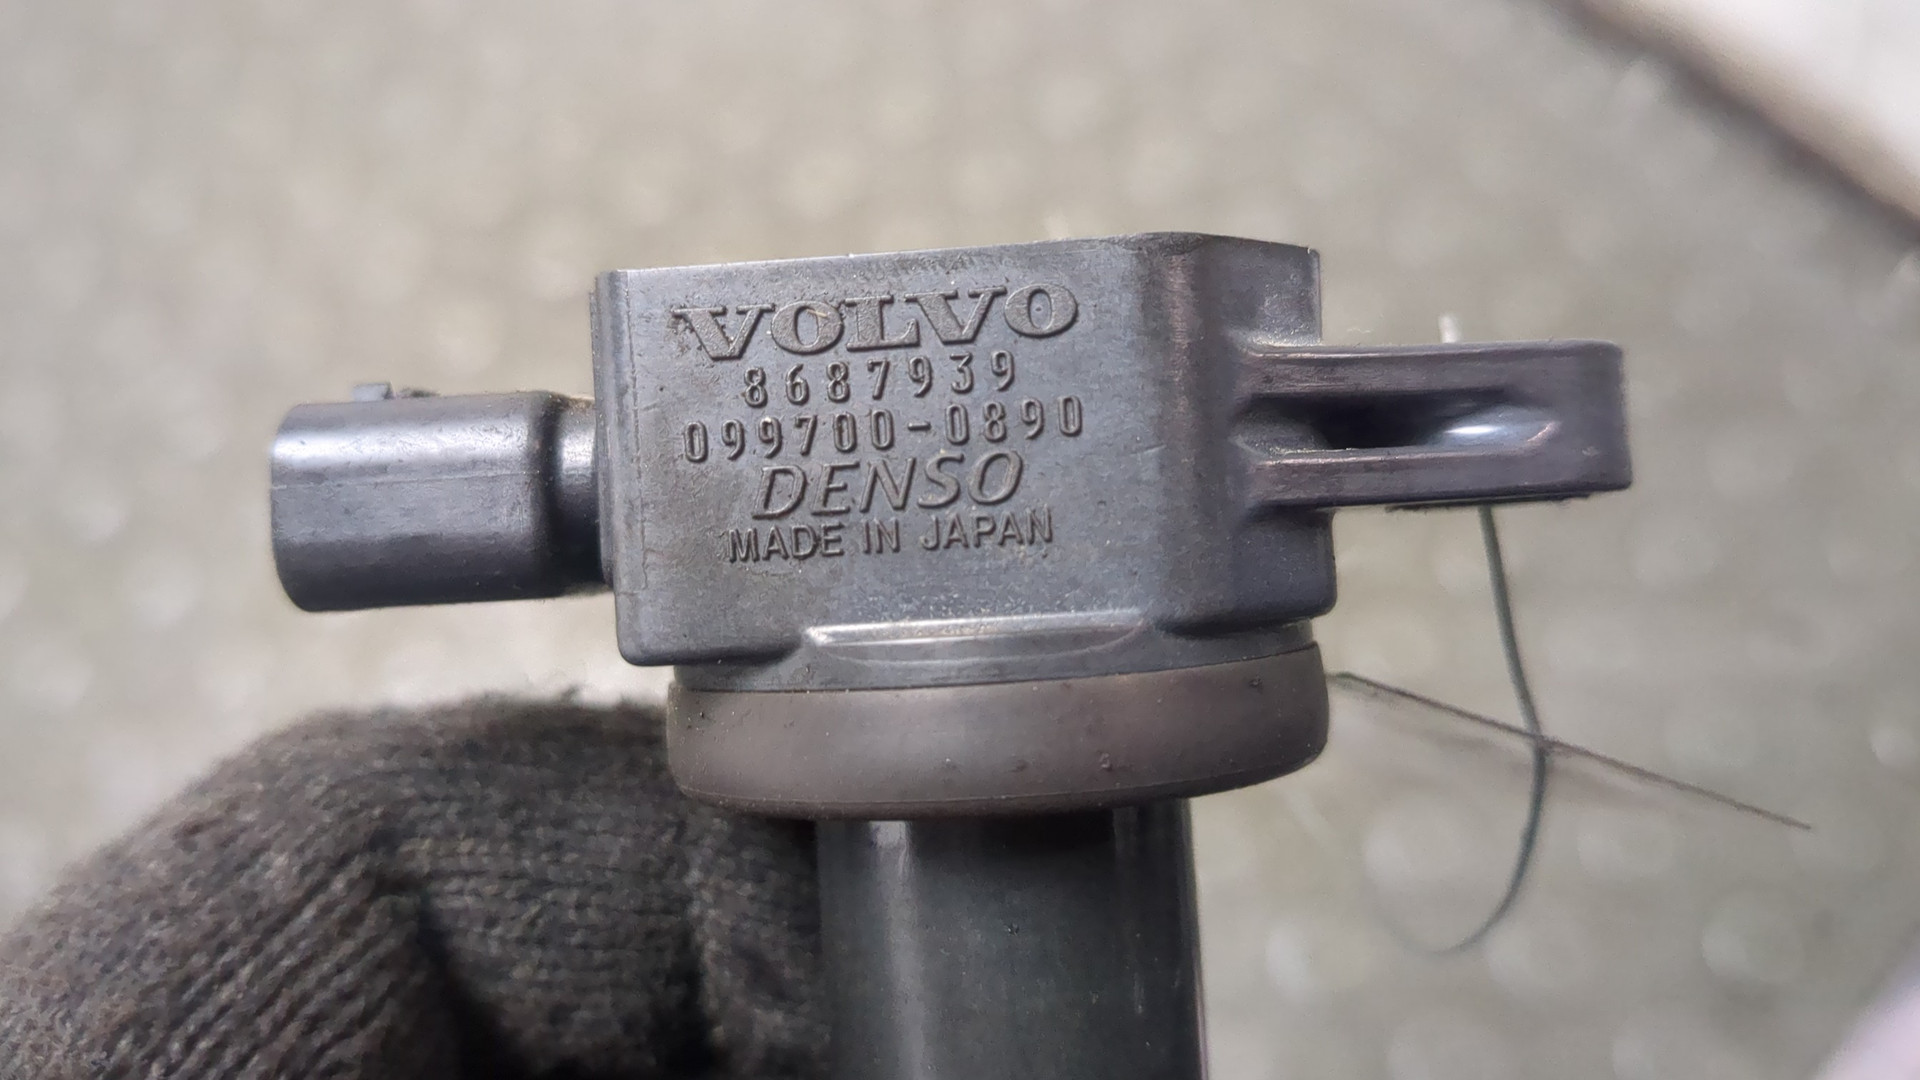 VOLVO
8687939
099700-0890
DENSO
MADE IN JAPAN